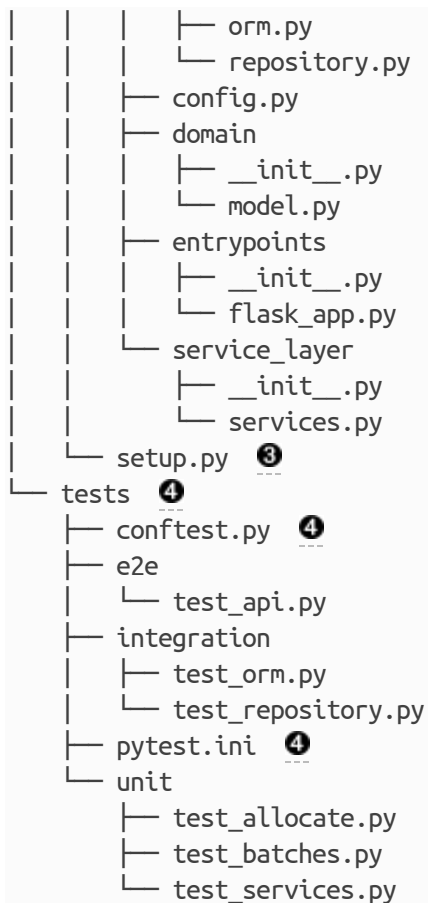 │   │   │   ├── orm.py
│   │   │   └── repository.py
│   │   ├── config.py
│   │   ├── domain
│   │   │   ├── __init__.py
│   │   │   └── model.py
│   │   ├── entrypoints
│   │   │   ├── __init__.py
│   │   │   └── flask_app.py
│   │   └── service_layer
│   │       ├── __init__.py
│   │       └── services.py
│   └── setup.py ❸
└── tests ❹
    ├── conftest.py ❹
    ├── e2e
    │   └── test_api.py
    ├── integration
    │   ├── test_orm.py
    │   └── test_repository.py
    ├── pytest.ini ❹
    └── unit
        ├── test_allocate.py
        ├── test_batches.py
        └── test_services.py